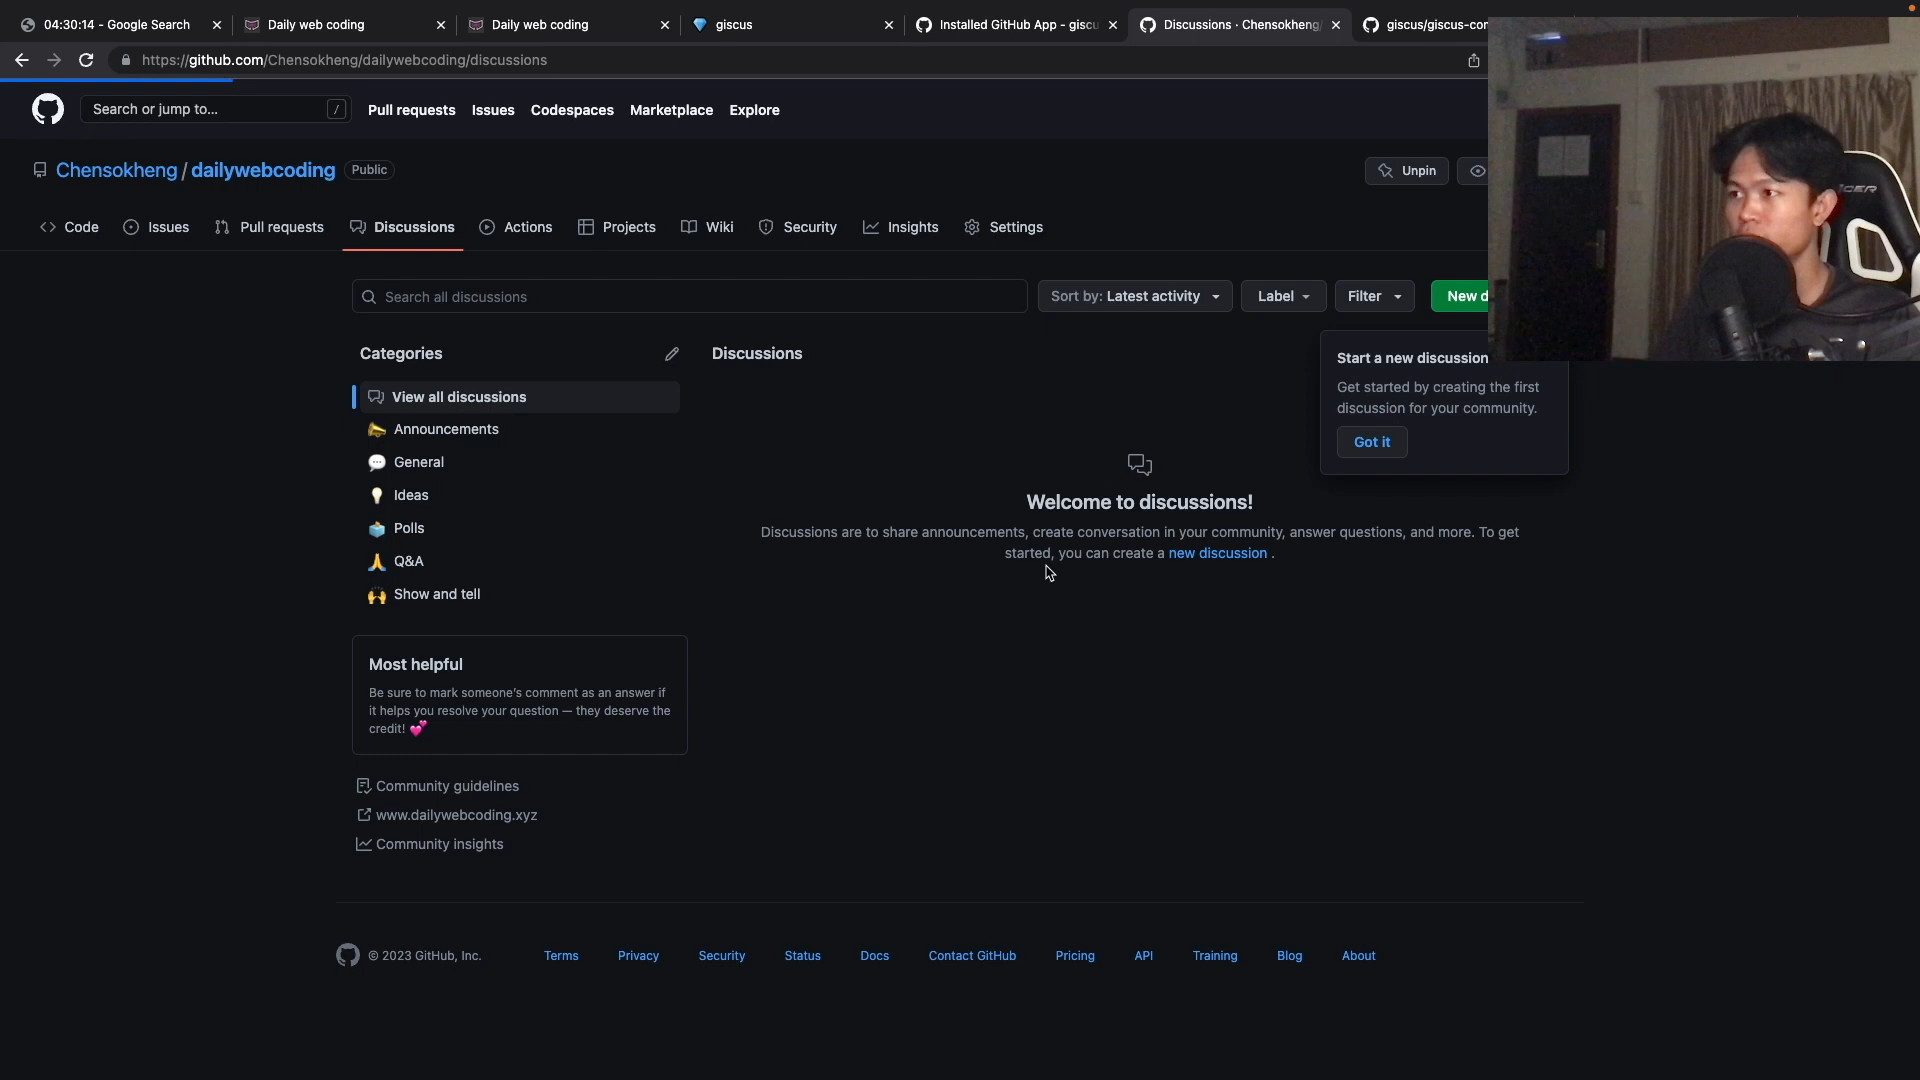 04:30:14 - Google Search
Daily web coding
Daily web coding
giscus
Installed GitHub App - giscu
Discussions · Chensokheng/
giscus/giscus-con
https://github.com/Chensokheng/dailywebcoding/discussions
Search or jump to... /
Pull requests Issues Codespaces Marketplace Explore
Chensokheng / dailywebcoding Public
Unpin
Code Issues Pull requests Discussions Actions Projects Wiki Security Insights Settings
Search all discussions
Sort by: Latest activity Label Filter New d
Categories
Discussions
Start a new discussion
Get started by creating the first
discussion for your community.
Got it
View all discussions
Announcements
General
Ideas
Polls
Q&A
Show and tell
Welcome to discussions!
Discussions are to share announcements, create conversation in your community, answer questions, and more. To get
started, you can create a new discussion .
Most helpful
Be sure to mark someone's comment as an answer if
it helps you resolve your question — they deserve the
credit! 💕
Community guidelines
www.dailywebcoding.xyz
Community insights
© 2023 GitHub, Inc. Terms Privacy Security Status Docs Contact GitHub Pricing API Training Blog About